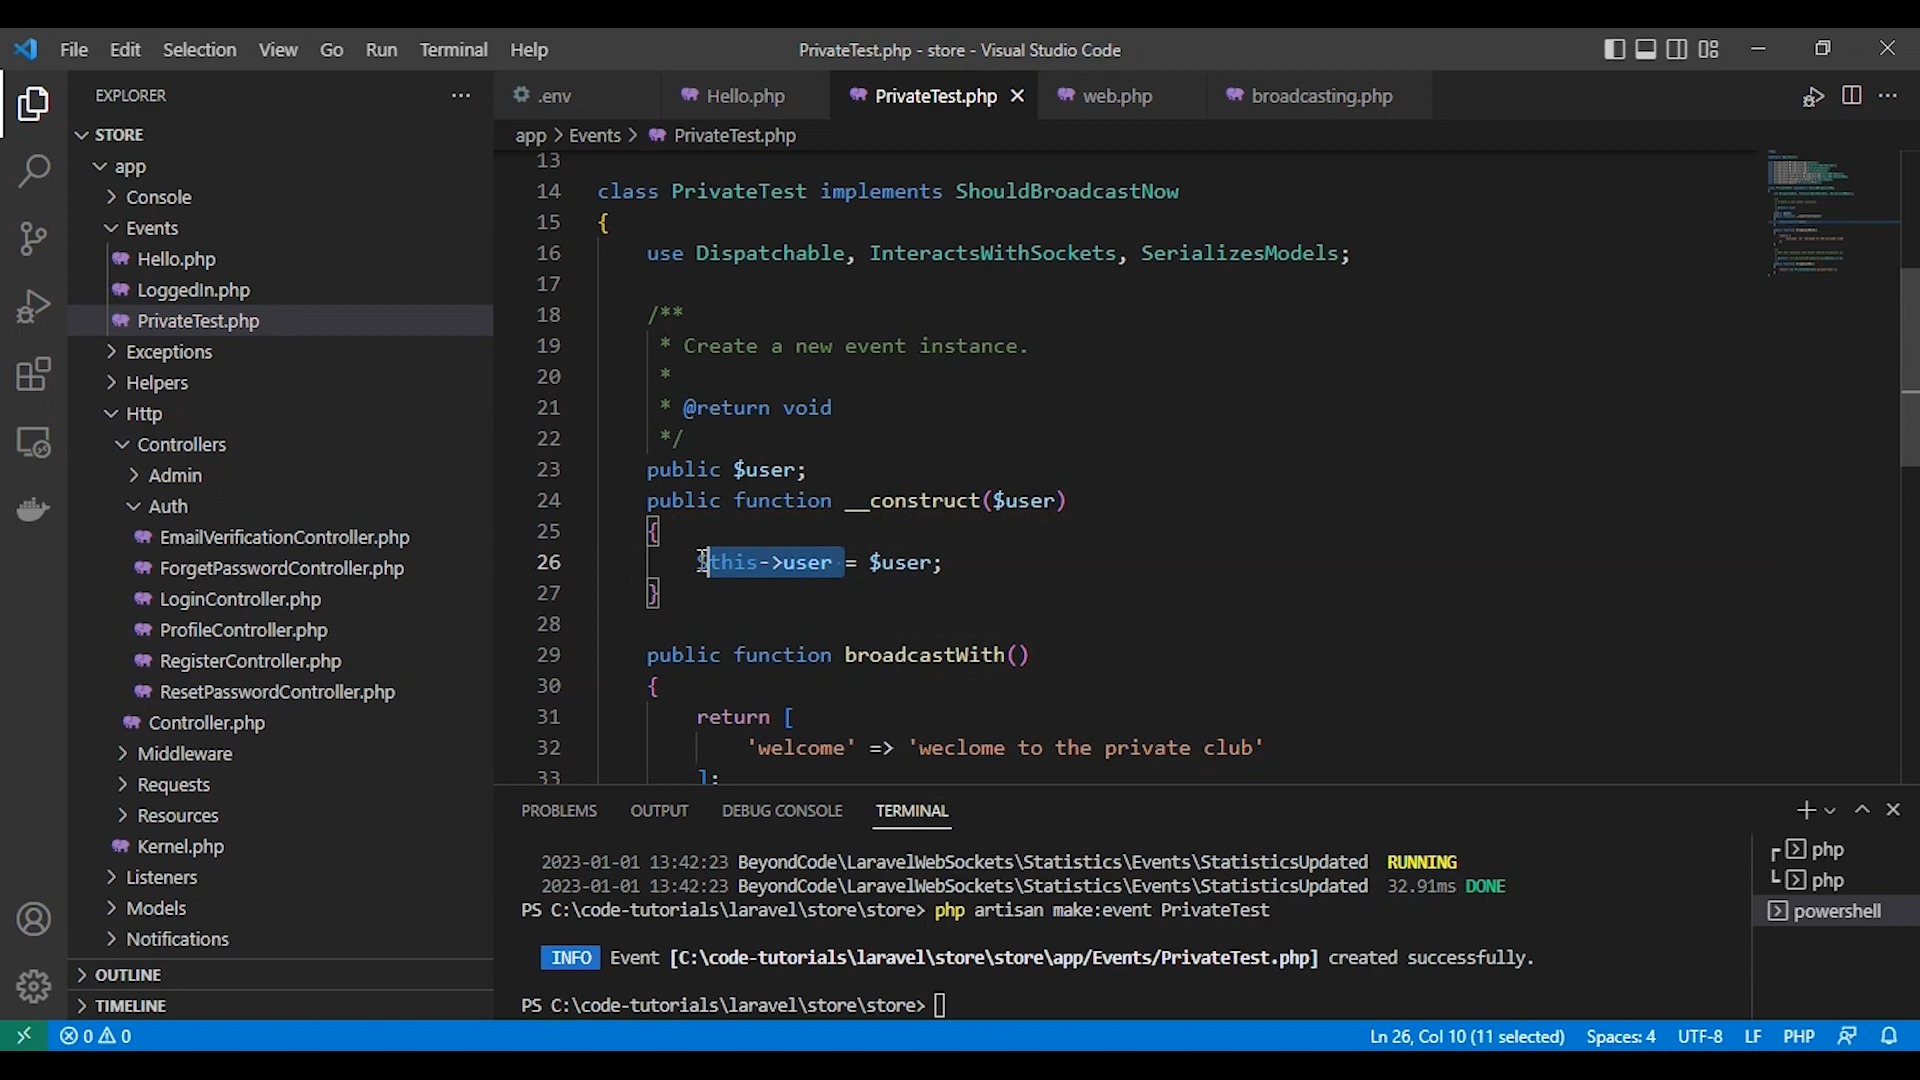 File Edit Selection View Go Run Terminal Help
PrivateTest.php - store - Visual Studio Code
EXPLORER
STORE
app
Console
Events
Hello.php
LoggedIn.php
PrivateTest.php
Exceptions
Helpers
Http
Controllers
Admin
Auth
EmailVerificationController.php
ForgetPasswordController.php
LoginController.php
ProfileController.php
RegisterController.php
ResetPasswordController.php
Controller.php
Middleware
Requests
Resources
Kernel.php
Listeners
Models
Notifications
OUTLINE
TIMELINE
.env Hello.php PrivateTest.php web.php broadcasting.php
app > Events > PrivateTest.php
13
14 class PrivateTest implements ShouldBroadcastNow
15 {
16 use Dispatchable, InteractsWithSockets, SerializesModels;
17
18 /**
19 * Create a new event instance.
20 *
21 * @return void
22 */
23 public $user;
24 public function __construct($user)
25 {
26 $this->user = $user;
27 }
28
29 public function broadcastWith()
30 {
31 return [
32 'welcome' => 'weclome to the private club'
33 ];
PROBLEMS OUTPUT DEBUG CONSOLE TERMINAL
2023-01-01 13:42:23 BeyondCode\LaravelWebSockets\Statistics\Events\StatisticsUpdated RUNNING
2023-01-01 13:42:23 BeyondCode\LaravelWebSockets\Statistics\Events\StatisticsUpdated 32.91ms DONE
PS C:\code-tutorials\laravel\store\store> php artisan make:event PrivateTest
INFO Event [C:\code-tutorials\laravel\store\store\app/Events/PrivateTest.php] created successfully.
PS C:\code-tutorials\laravel\store\store>
php
php
powershell
0 0
Ln 26, Col 10 (11 selected) Spaces: 4 UTF-8 LF PHP